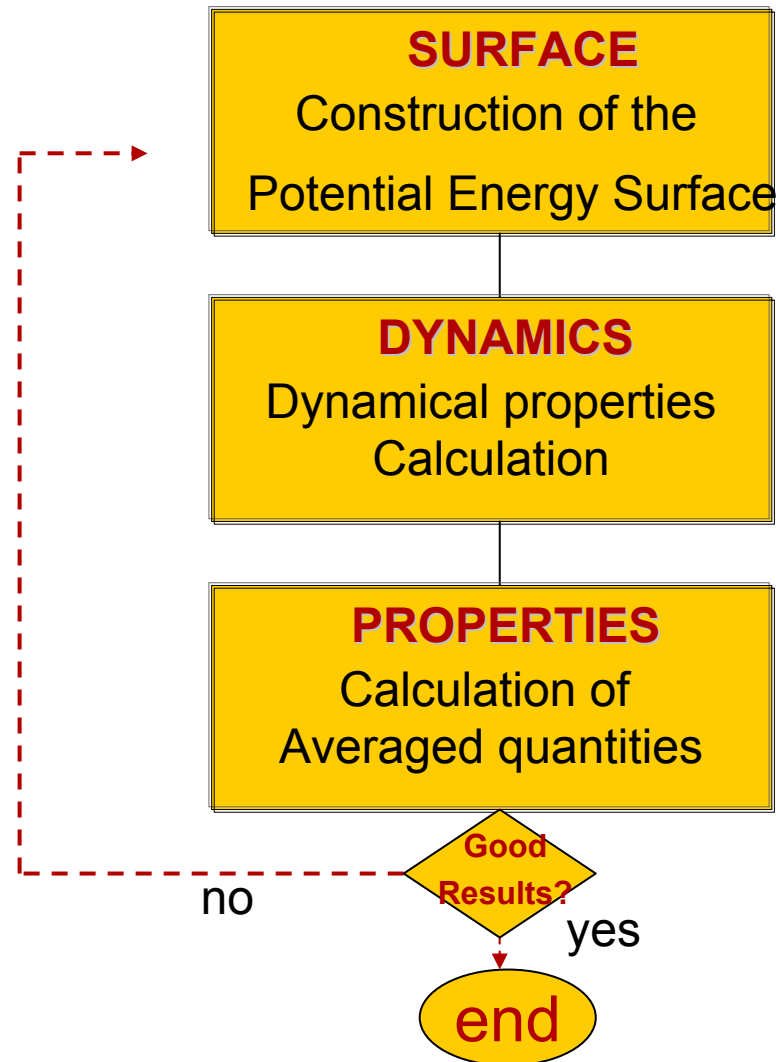 SURFACE
Construction of the
Potential Energy Surface
DYNAMICS
Dynamical properties
Calculation
PROPERTIES
Calculation of
Averaged quantities
Good
Results?
no
yes
end